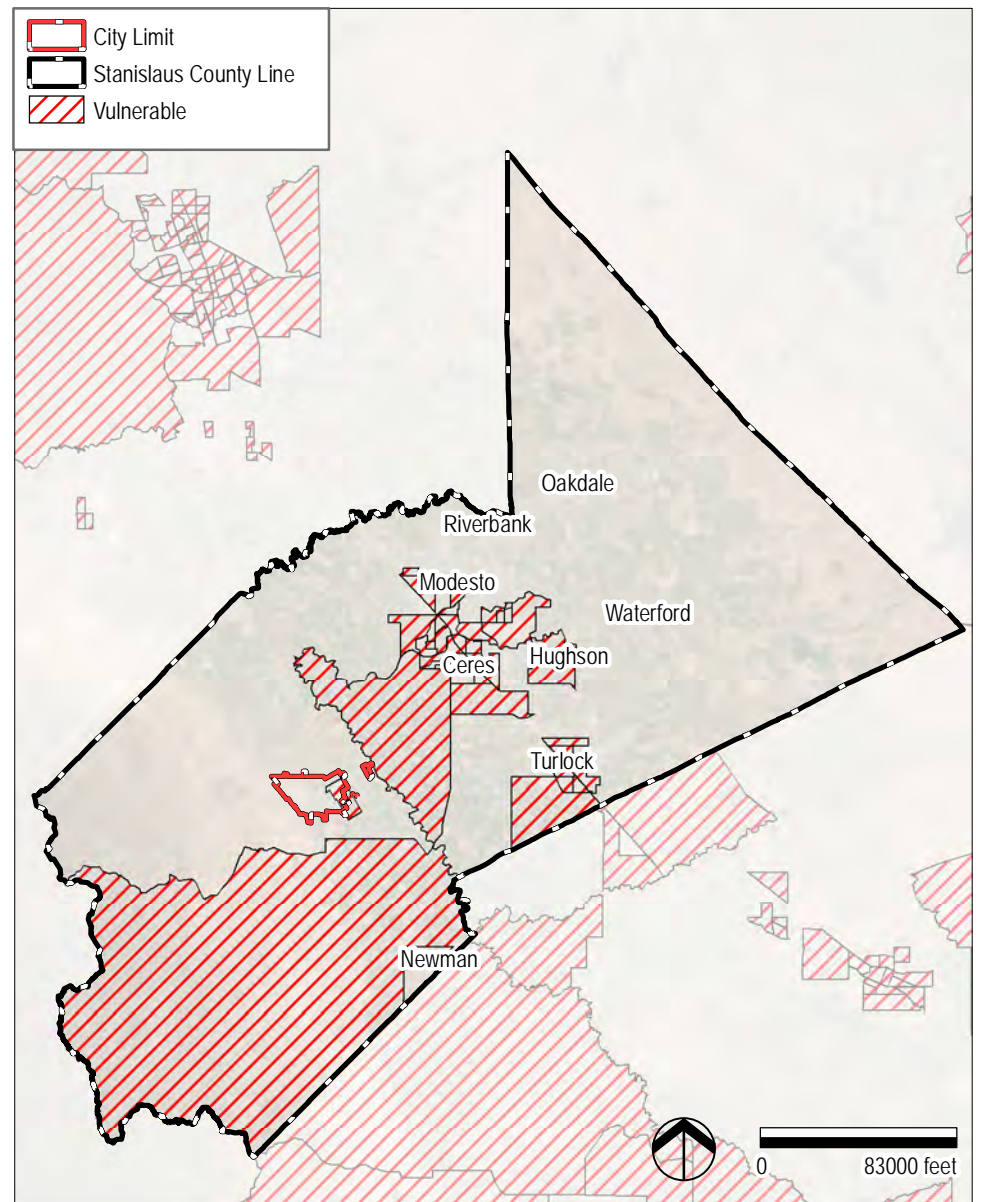 City Limit
Stanislaus County Line
Vulnerable
Oakdale
Riverbank
Modesto
Waterford
Hughson
Ceres
Turlock
Newman
0 83000 feet